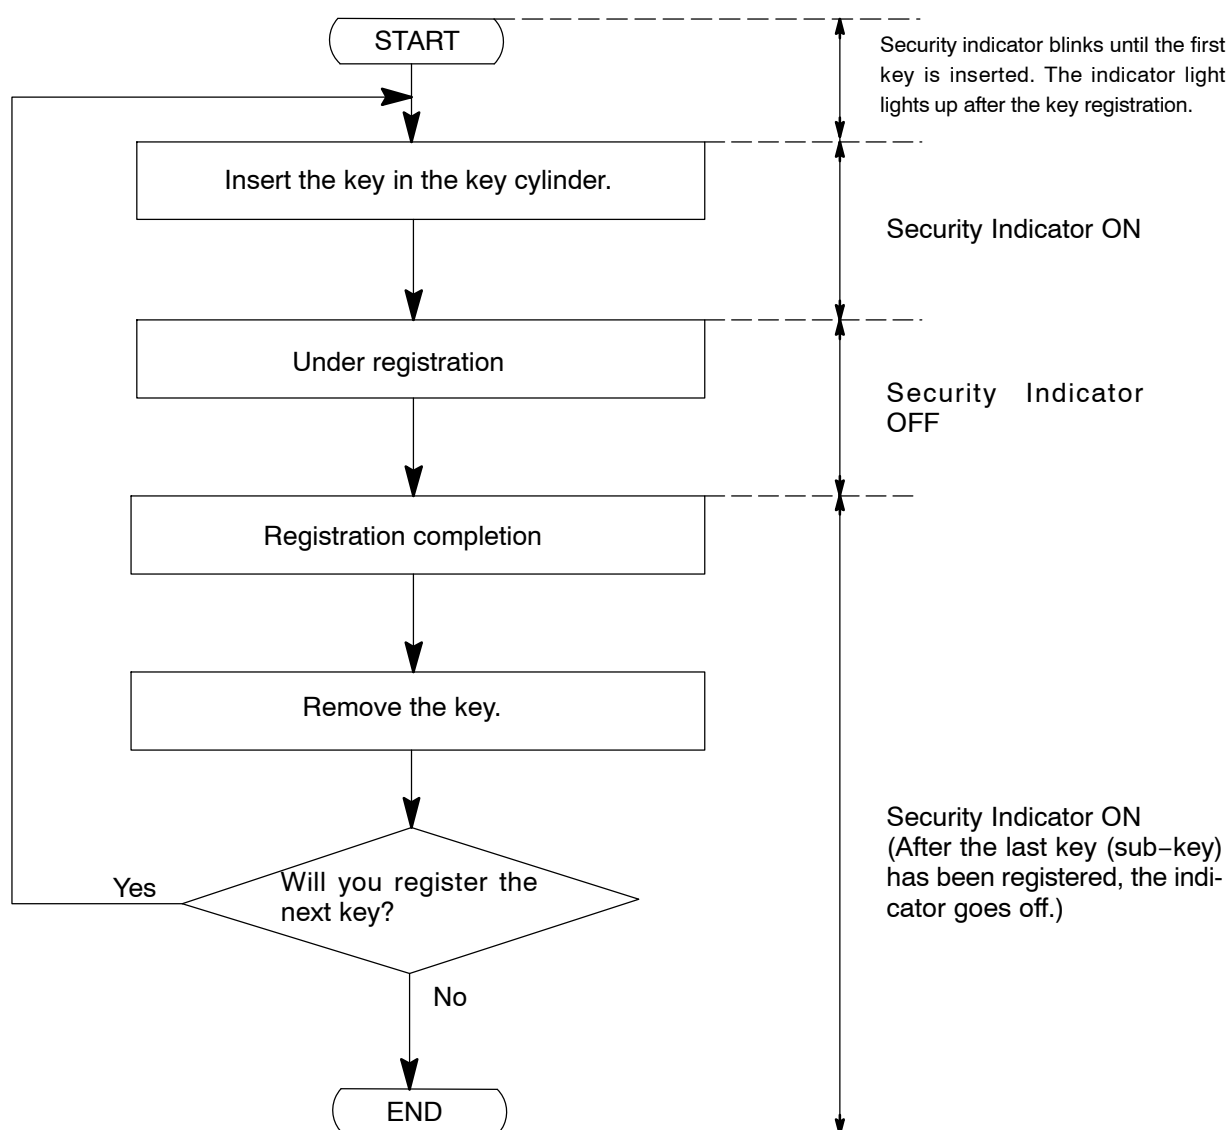 START
Security indicator blinks until the first
key is inserted. The indicator light
lights up after the key registration.
Insert the key in the key cylinder.
Security Indicator ON
Under registration
Security Indicator
OFF
Registration completion
Remove the key.
Security Indicator ON
(After the last key (sub−key)
has been registered, the indi-
cator goes off.)
Yes
Will you register the
next key?
No
END